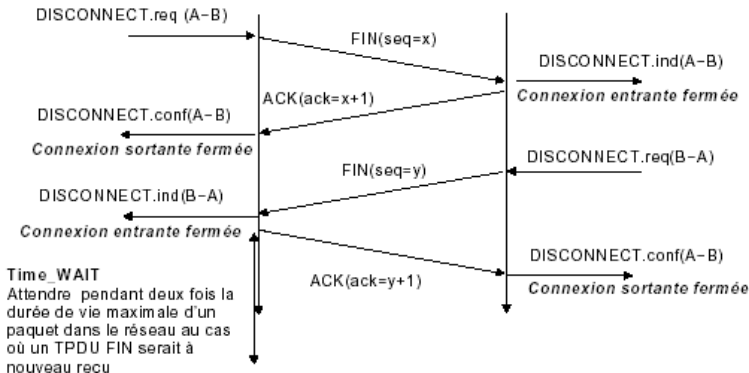 DISCONNECT.req (A-B)
FIN(seq=x)
DISCONNECT.ind(A-B)
Connexion entrante fermée
ACK(ack=x+1)
DISCONNECT.conf(A-B)
Connexion sortante fermée
DISCONNECT.req(B-A)
FIN(seq=y)
DISCONNECT.ind(B-A)
Connexion entrante fermée
DISCONNECT.conf(A-B)
Connexion sortante fermée
ACK(ack=y+1)
Time_WAIT
Attendre pendant deux fois la
durée de vie maximale d'un
paquet dans le réseau au cas
où un TPDU FIN serait à
nouveau reçu